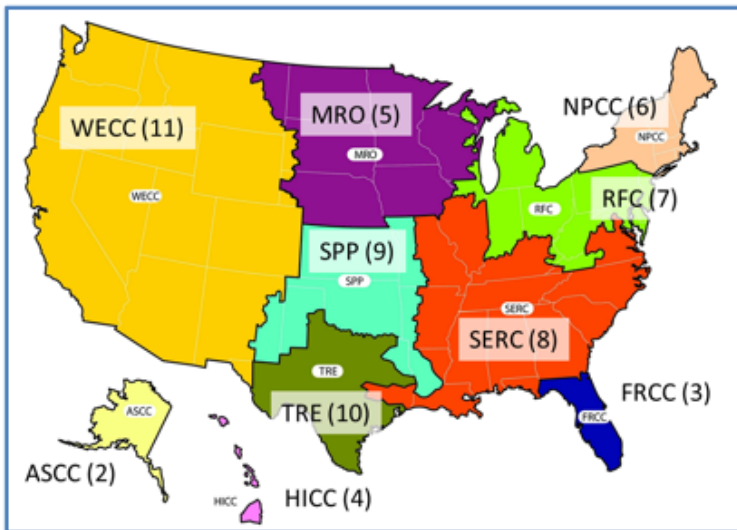 WECC (11)
WECC
MRO (5)
MRO
NPCC (6)
NPCC
RFC (7)
RFC
SPP (9)
SPP
SERC
SERC (8)
TRE
TRE (10)
FRCC (3)
FRCC
ASCC
ASCC (2)
HICC
HICC (4)